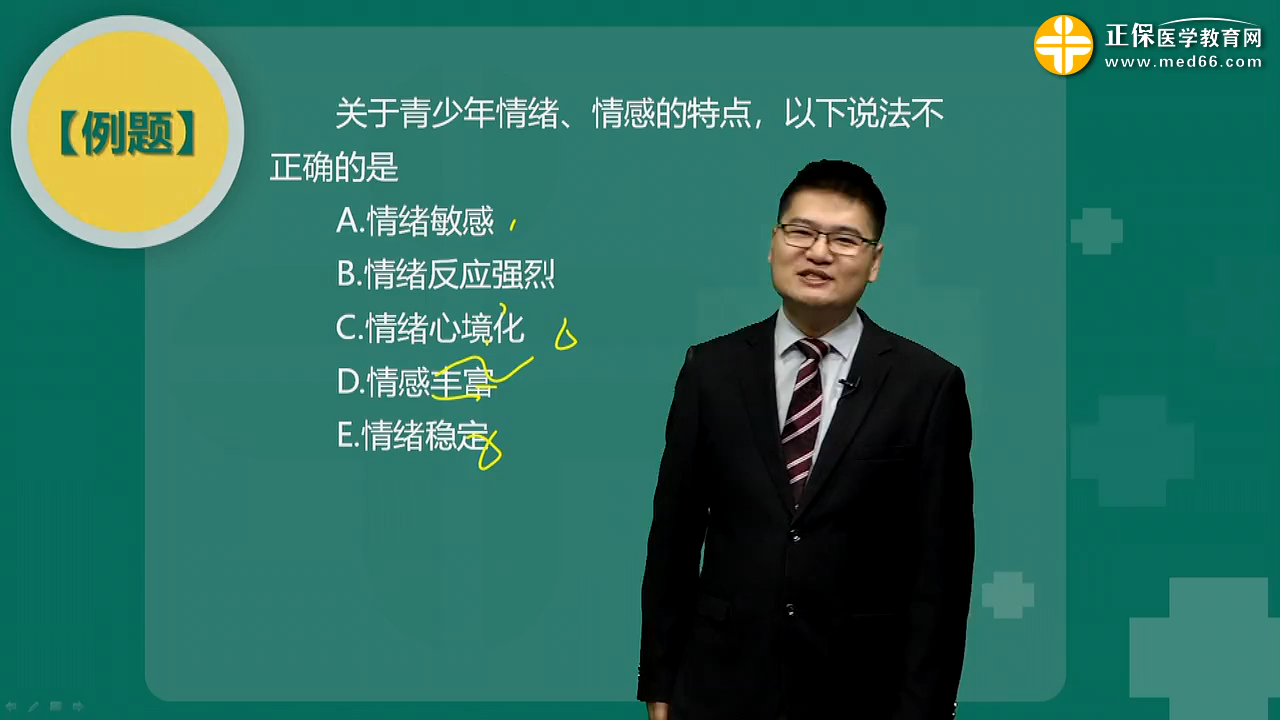 正保医学教育网
www.med66.com
【例题】
关于青少年情绪、情感的特点，以下说法不
正确的是
A.情绪敏感
B.情绪反应强烈
C.情绪心境化
D.情感丰富
E.情绪稳定